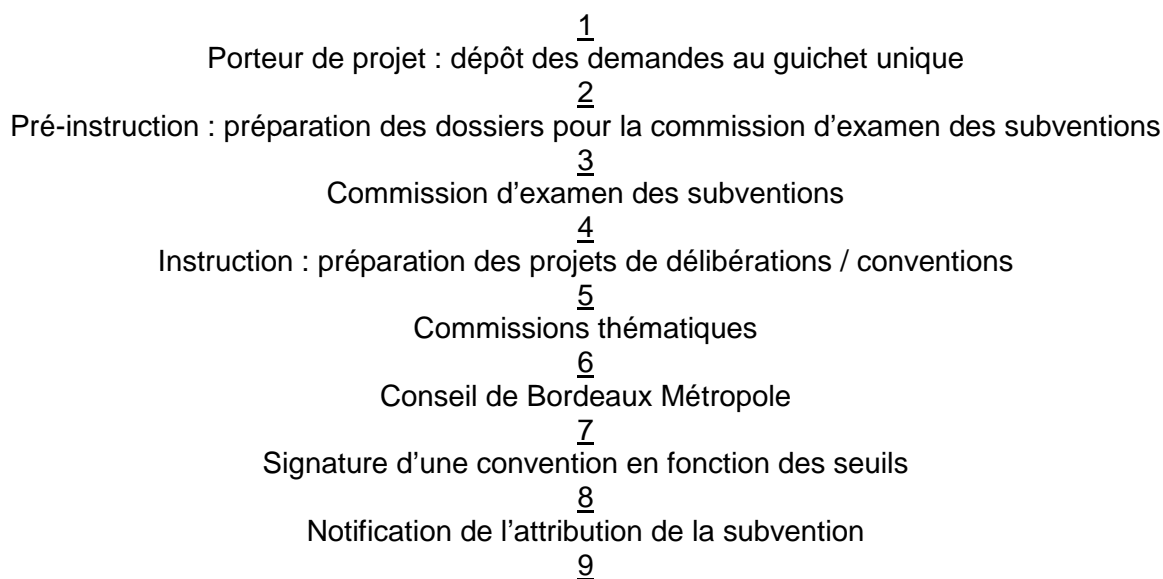 1
Porteur de projet : dépôt des demandes au guichet unique
2
Pré-instruction : préparation des dossiers pour la commission d’examen des subventions
3
Commission d’examen des subventions
4
Instruction : préparation des projets de délibérations / conventions
5
Commissions thématiques
6
Conseil de Bordeaux Métropole
7
Signature d’une convention en fonction des seuils
8
Notification de l’attribution de la subvention
9